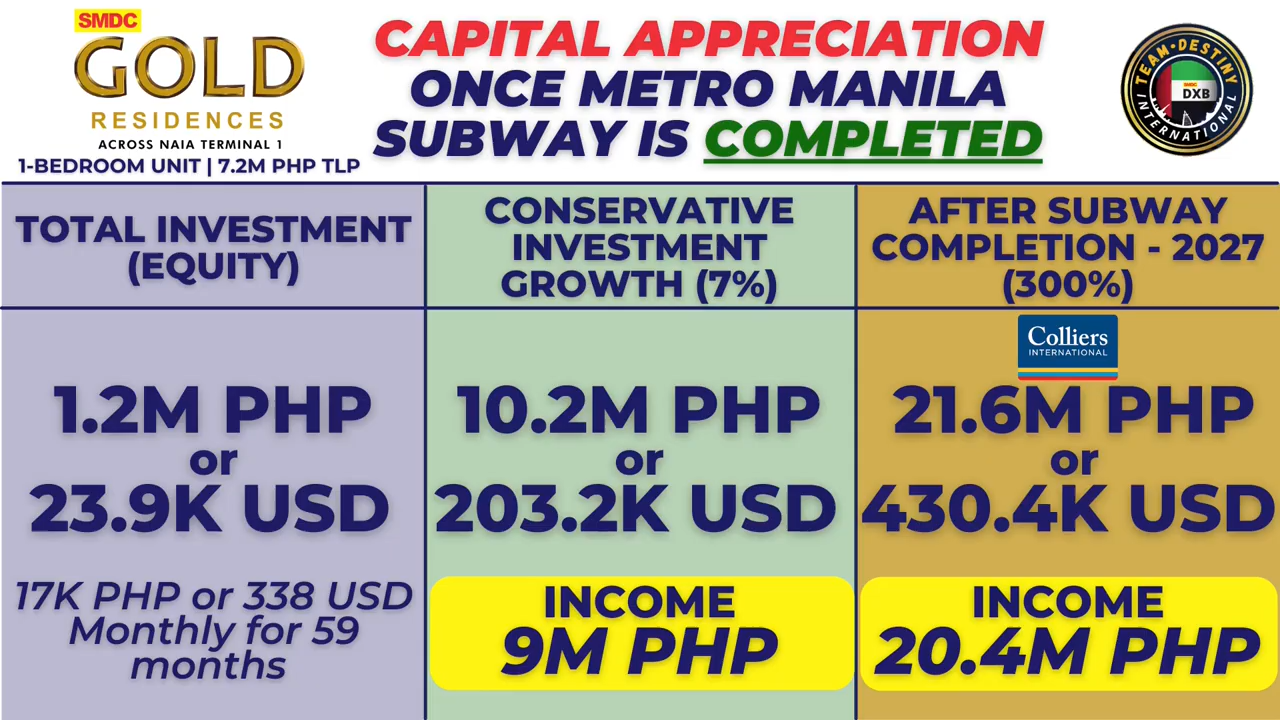 SMDC
GOLD
RESIDENCES
ACROSS NAIA TERMINAL 1
1-BEDROOM UNIT | 7.2M PHP TLP
CAPITAL APPRECIATION
ONCE METRO MANILA
SUBWAY IS COMPLETED
TEAM•DESTINY
SMDC
DXB
INTERNATIONAL
TOTAL INVESTMENT
(EQUITY)
CONSERVATIVE
INVESTMENT
GROWTH (7%)
AFTER SUBWAY
COMPLETION - 2027
(300%)
1.2M PHP
or
23.9K USD
17K PHP or 338 USD
Monthly for 59
months
10.2M PHP
or
203.2K USD
INCOME
9M PHP
Colliers
INTERNATIONAL
21.6M PHP
or
430.4K USD
INCOME
20.4M PHP